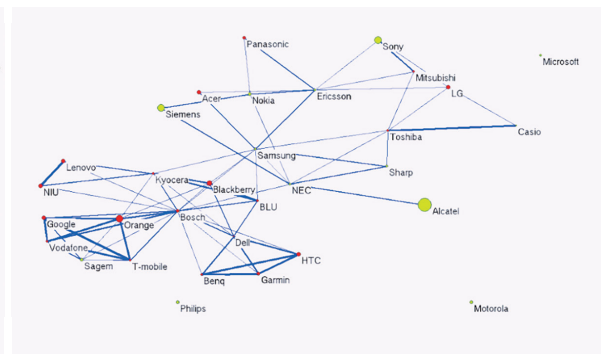 Panasonic
Sony
Microsoft
Mitsubishi
LG
Acer
Nokia
Ericsson
Siemens
Toshiba
Casio
Samsung
Lenovo
Sharp
Kyocera
NIU
Blackberry
NEC
BLU
Alcatel
Google
Orange
Bosch
Vodafone
Dell
Sagem
T-mobile
HTC
Benq
Garmin
Philips
Motorola